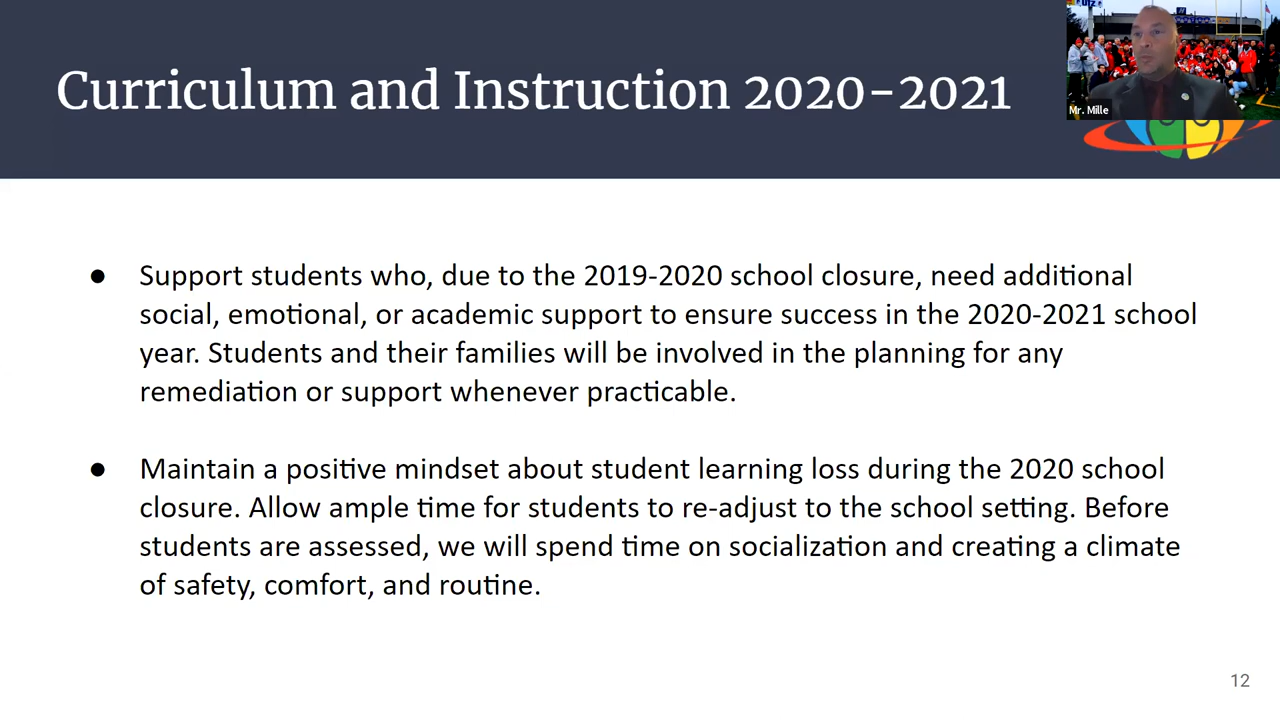 Curriculum and Instruction 2020-2021
Mr. Mille
● Support students who, due to the 2019-2020 school closure, need additional
social, emotional, or academic support to ensure success in the 2020-2021 school
year. Students and their families will be involved in the planning for any
remediation or support whenever practicable.
● Maintain a positive mindset about student learning loss during the 2020 school
closure. Allow ample time for students to re-adjust to the school setting. Before
students are assessed, we will spend time on socialization and creating a climate
of safety, comfort, and routine.
12